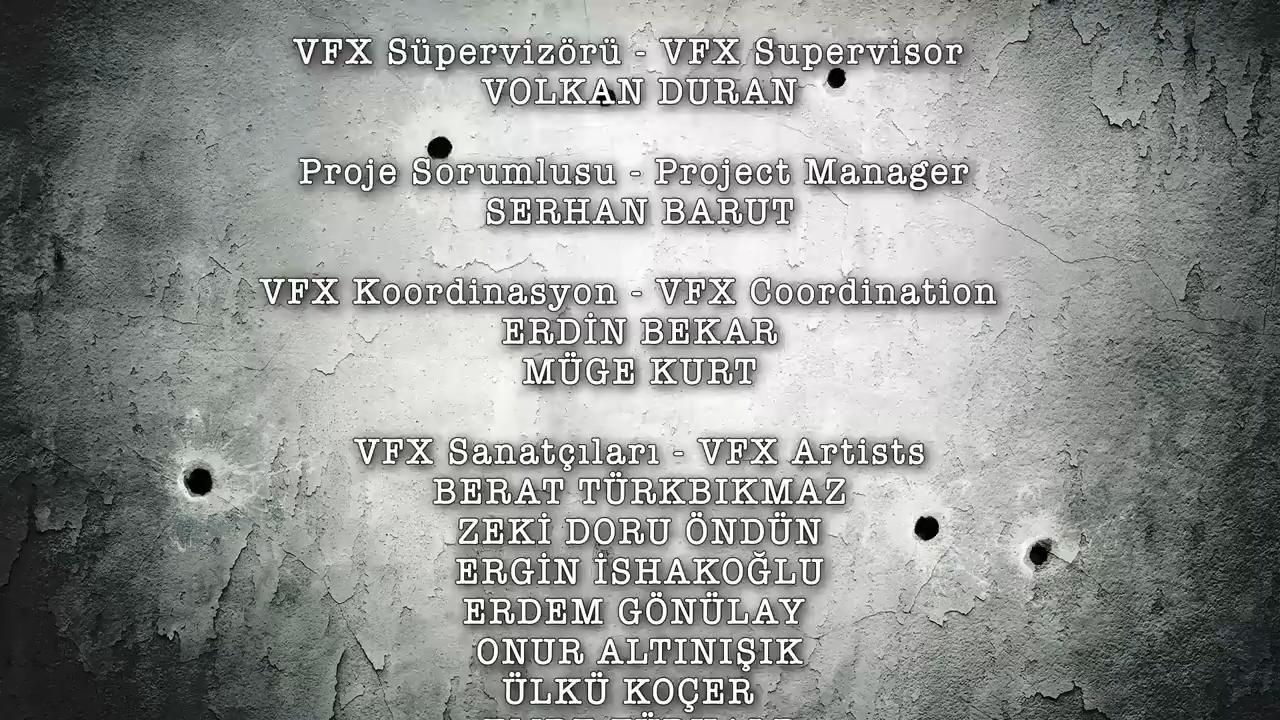 VFX Süpervizörü - VFX Supervisor
VOLKAN DURAN
Proje Sorumlusu - Project Manager
SERHAN BARUT
VFX Koordinasyon - VFX Coordination
ERDİN BEKAR
MÜGE KURT
VFX Sanatçıları - VFX Artists
BERAT TÜRKBIKMAZ
ZEKİ DORU ÖNDÜN
ERGİN İSHAKOĞLU
ERDEM GÖNÜLAY
ONUR ALTINIŞIK
ÜLKÜ KOÇER